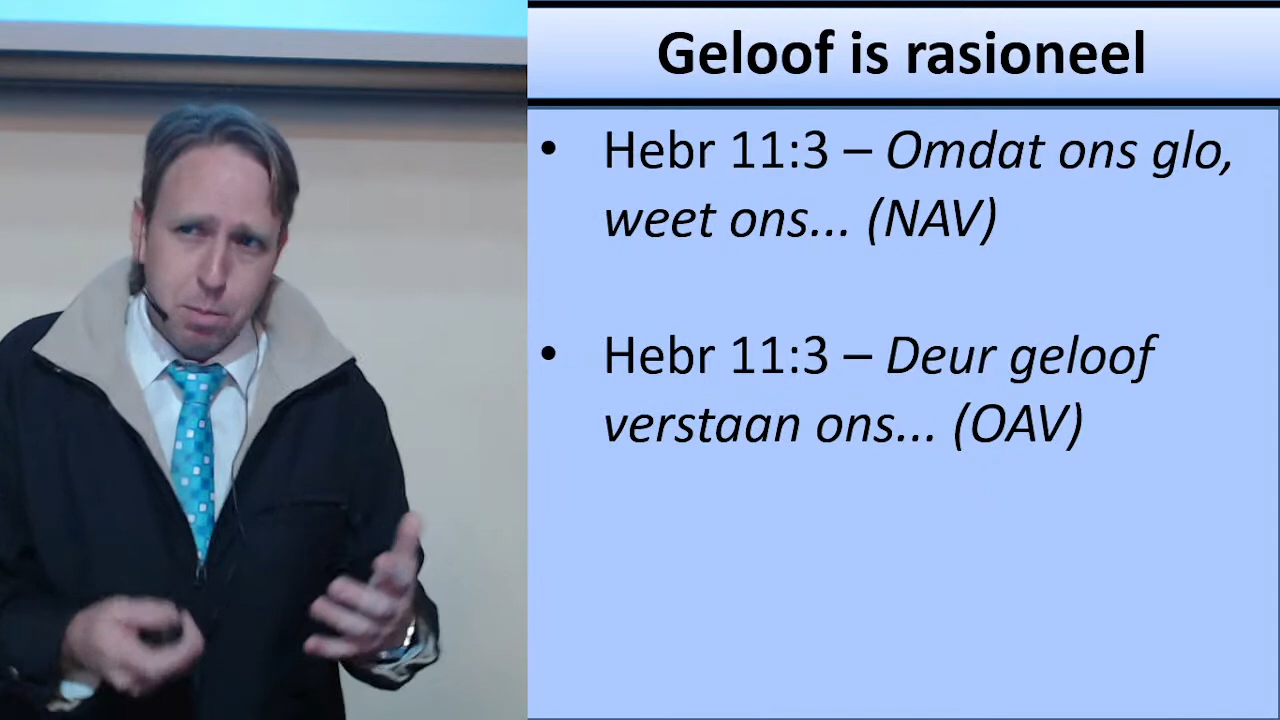 Geloof is rasioneel
• Hebr 11:3 – Omdat ons glo,
weet ons... (NAV)
• Hebr 11:3 – Deur geloof
verstaan ons... (OAV)